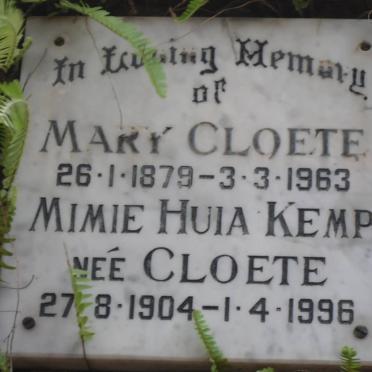 In Loving Memory
of
MARY CLOETE
26·1·1879–3·3·1963
MIMIE HUIA KEMP
NÉE CLOETE
27·8·1904–1·4·1996